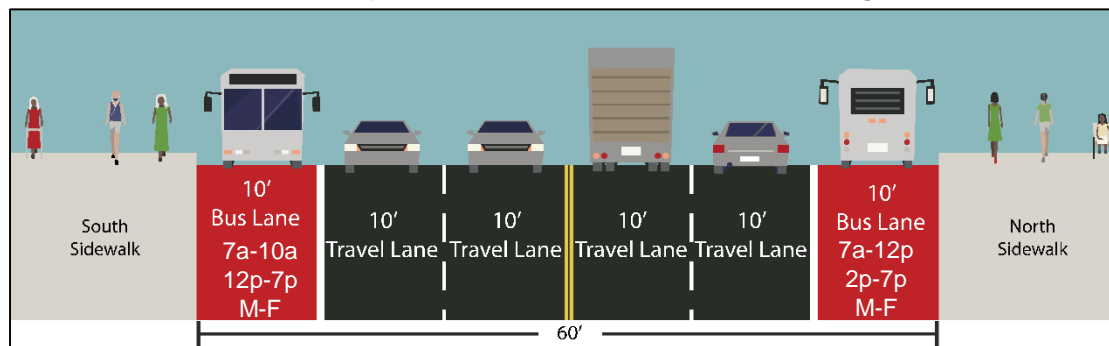 South
Sidewalk
10'
Bus Lane
7a-10a
12p-7p
M-F
10'
Travel Lane
10'
Travel Lane
10'
Travel Lane
10'
Travel Lane
10'
Bus Lane
7a-12p
2p-7p
M-F
North
Sidewalk
60'